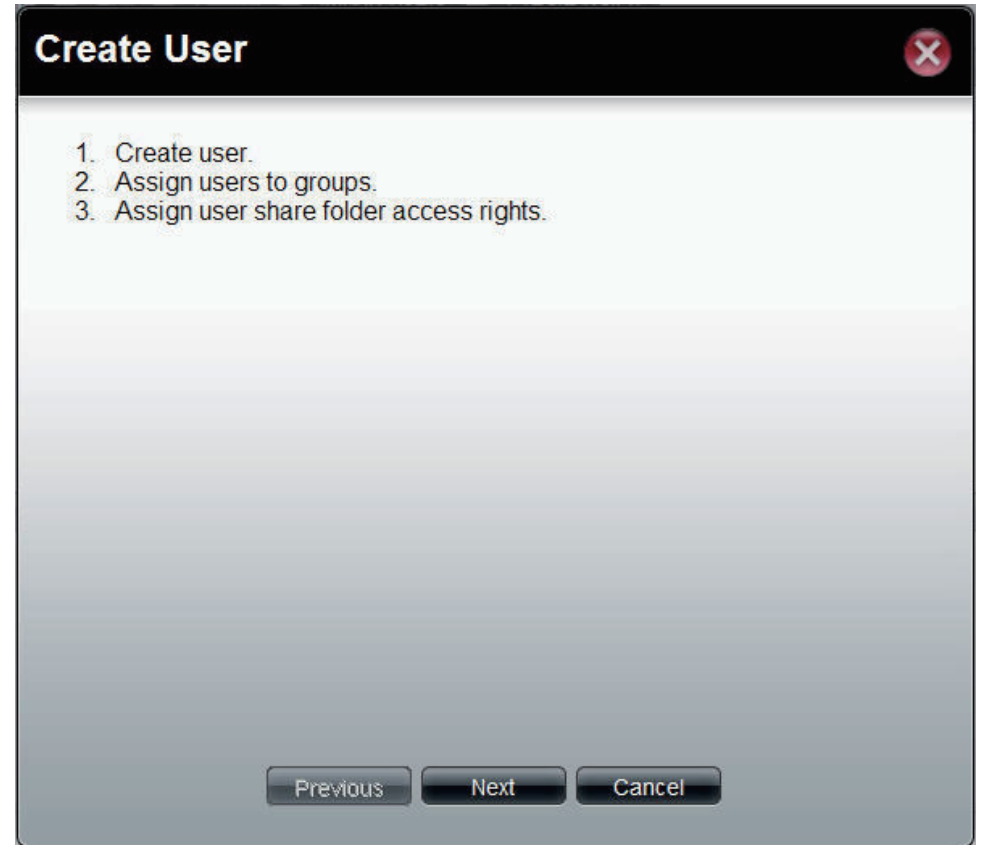 Create User
1. Create user.
2. Assign users to groups.
3. Assign user share folder access rights.
Previous Next Cancel